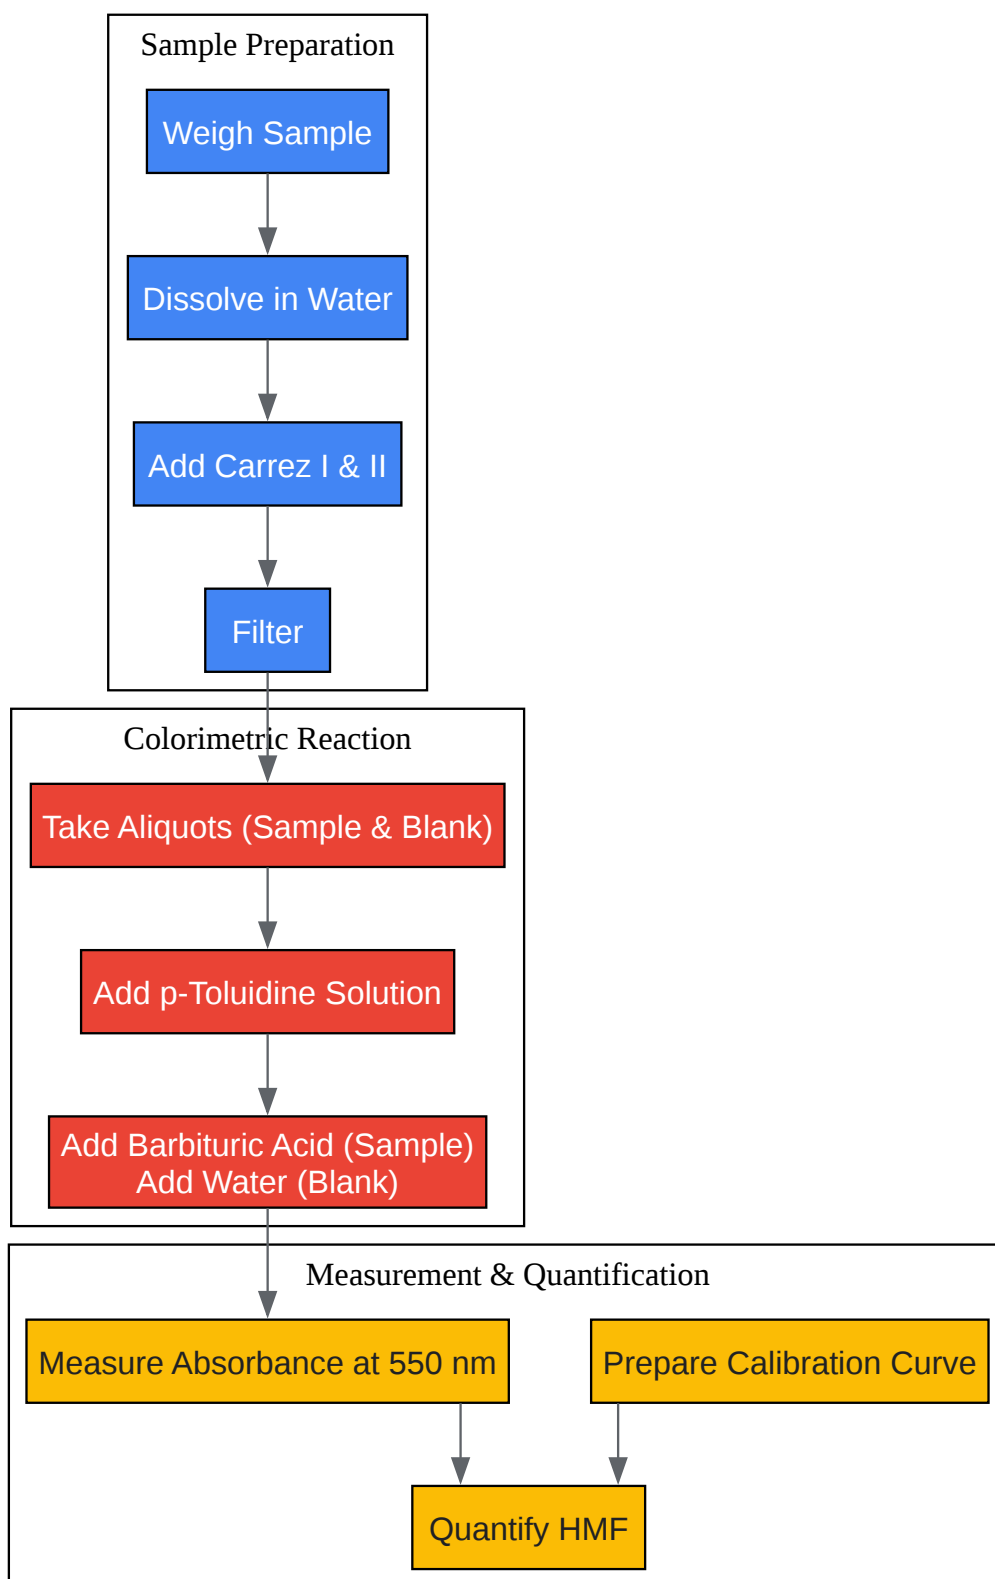 Sample Preparation
Weigh Sample
Dissolve in Water
Add Carrez I & II
Filter
Colorimetric Reaction
Take Aliquots (Sample & Blank)
Add p-Toluidine Solution
Add Barbituric Acid (Sample)
Add Water (Blank)
Measurement & Quantification
Measure Absorbance at 550 nm
Prepare Calibration Curve
Quantify HMF